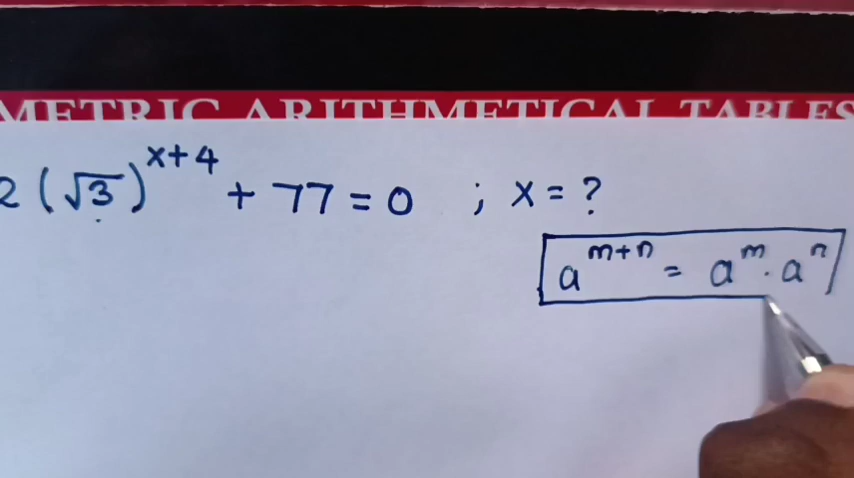 METRIC ARITHMETICAL TABLES
2(√3)^{x+4} + 77 = 0 ; x = ?
a^{m+n} = a^m · a^n